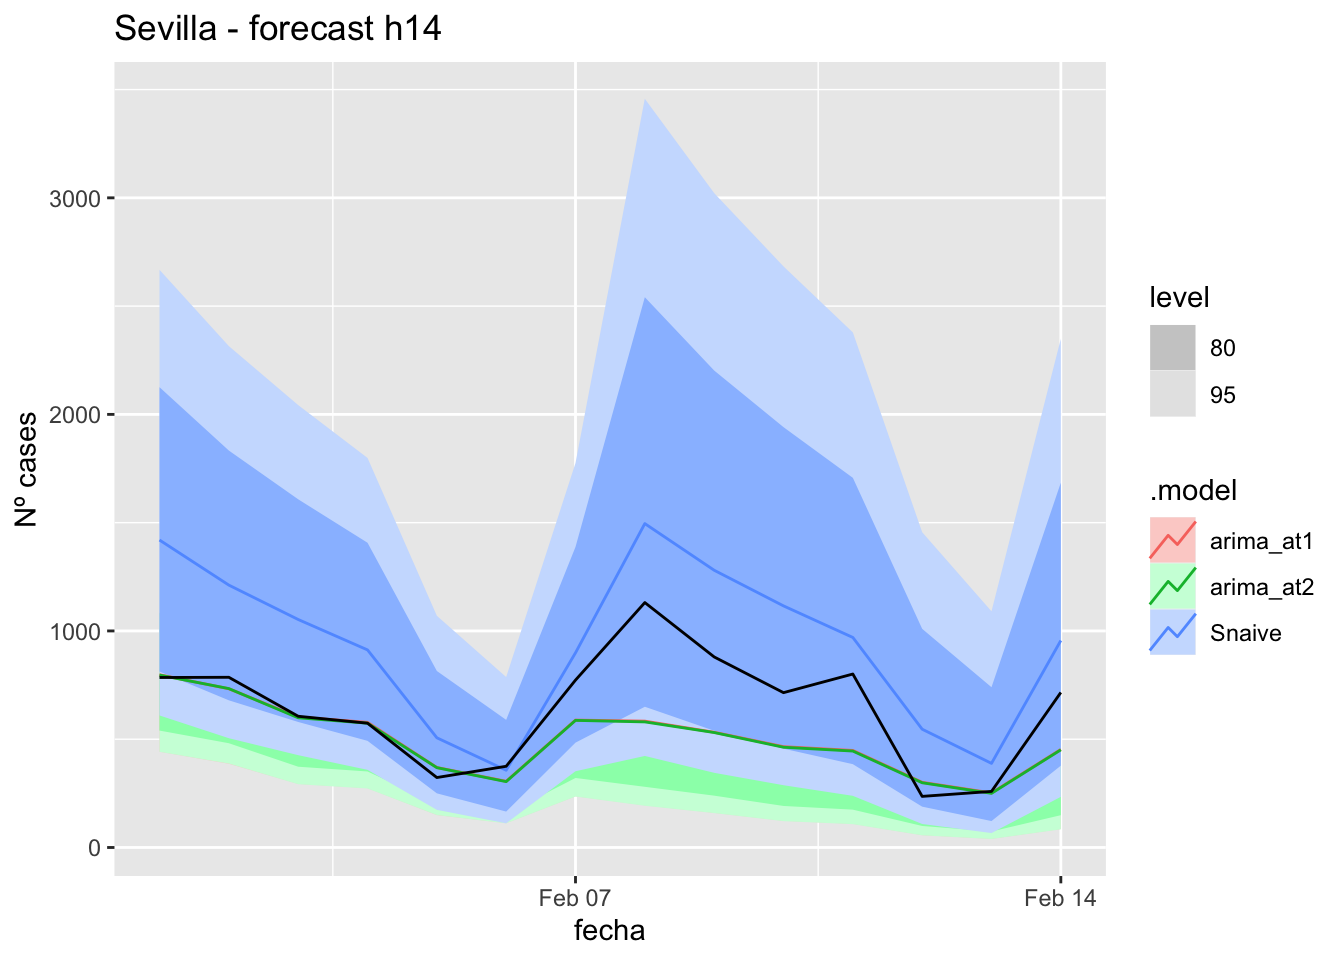 Sevilla - forecast h14
Nº cases
3000
2000
1000
0
Feb 07
Feb 14
fecha
level
80
95
.model
arima_at1
arima_at2
Snaive